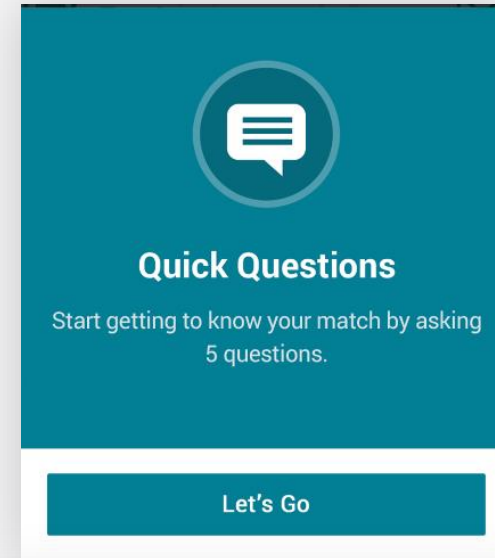 Quick Questions
Start getting to know your match by asking
5 questions.
Let's Go